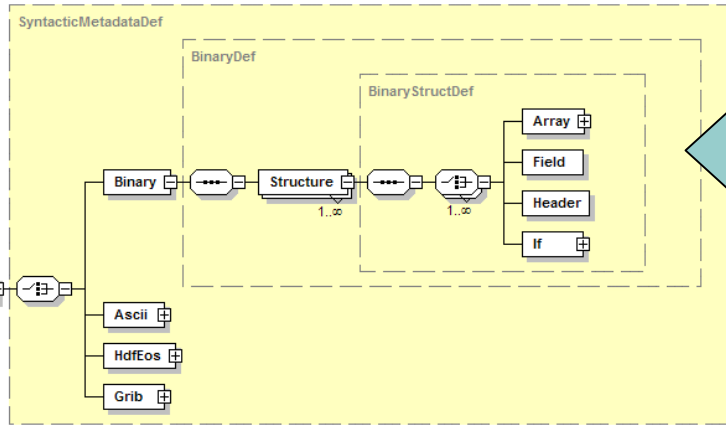 SyntacticMetadataDef
BinaryDef
BinaryStructDef
Array
Field
Binary
Structure
1..∞
1..∞
Header
If
Ascii
HdfEos
Grib